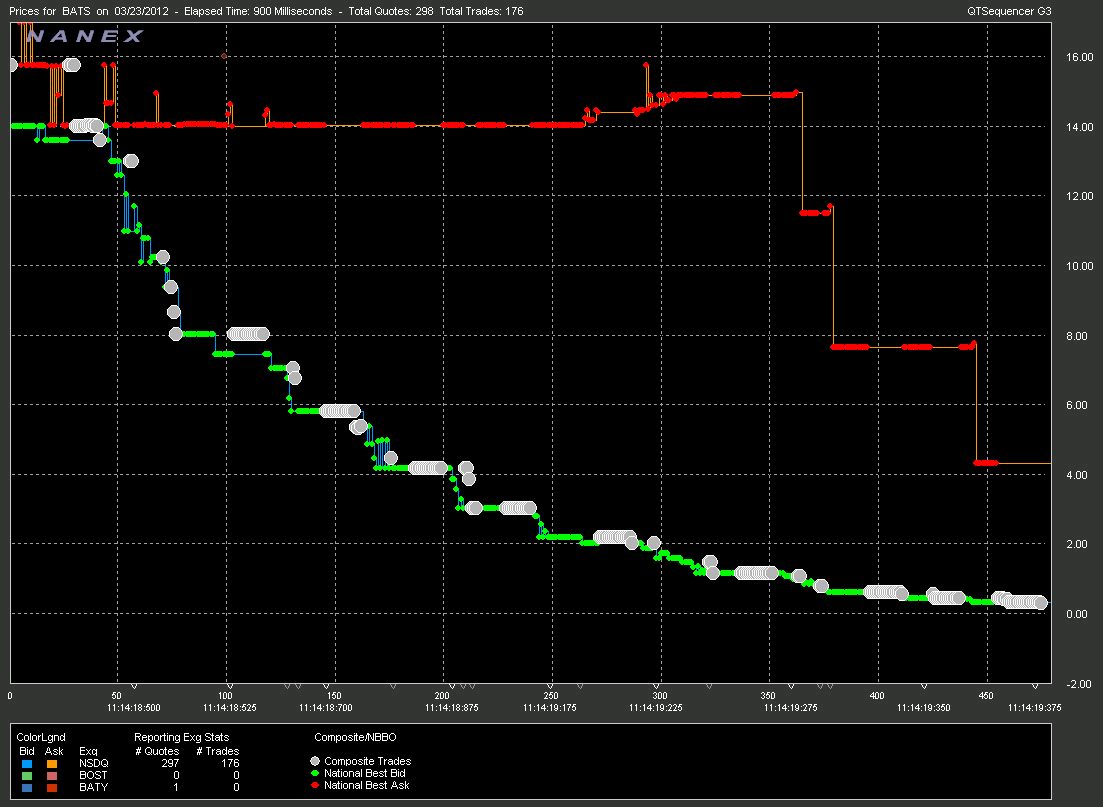 Prices for BATS on 03/23/2012 - Elapsed Time: 900 Milliseconds - Total Quotes: 298 Total Trades: 176 QTSequencer G3
NANEX
16.00
14.00
12.00
10.00
8.00
6.00
4.00
2.00
0.00
-2.00
0 50 100 150 200 250 300 350 400 450
11:14:18:500 11:14:18:525 11:14:18:700 11:14:18:875 11:14:19:175 11:14:19:225 11:14:19:275 11:14:19:350 11:14:19:375
ColorLgnd Reporting Exg Stats Composite/NBBO
Bid Ask Exq # Quotes # Trades
NSDQ 297 176 Composite Trades
BOST 0 0 National Best Bid
BATY 1 0 National Best Ask